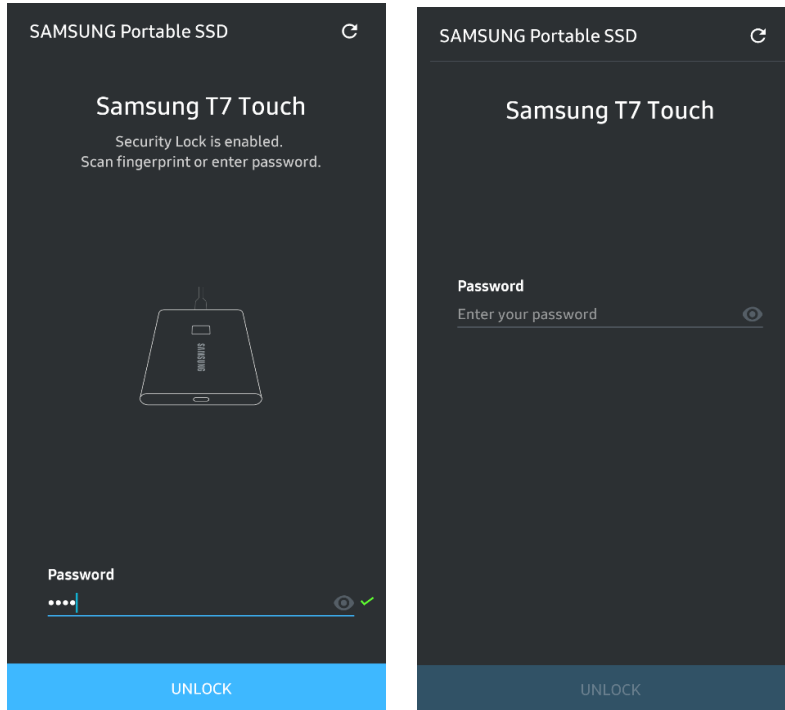 SAMSUNG Portable SSD
Samsung T7 Touch
Security Lock is enabled.
Scan fingerprint or enter password.
SAMSUNG
Password
••••
UNLOCK
SAMSUNG Portable SSD
Samsung T7 Touch
Password
Enter your password
UNLOCK